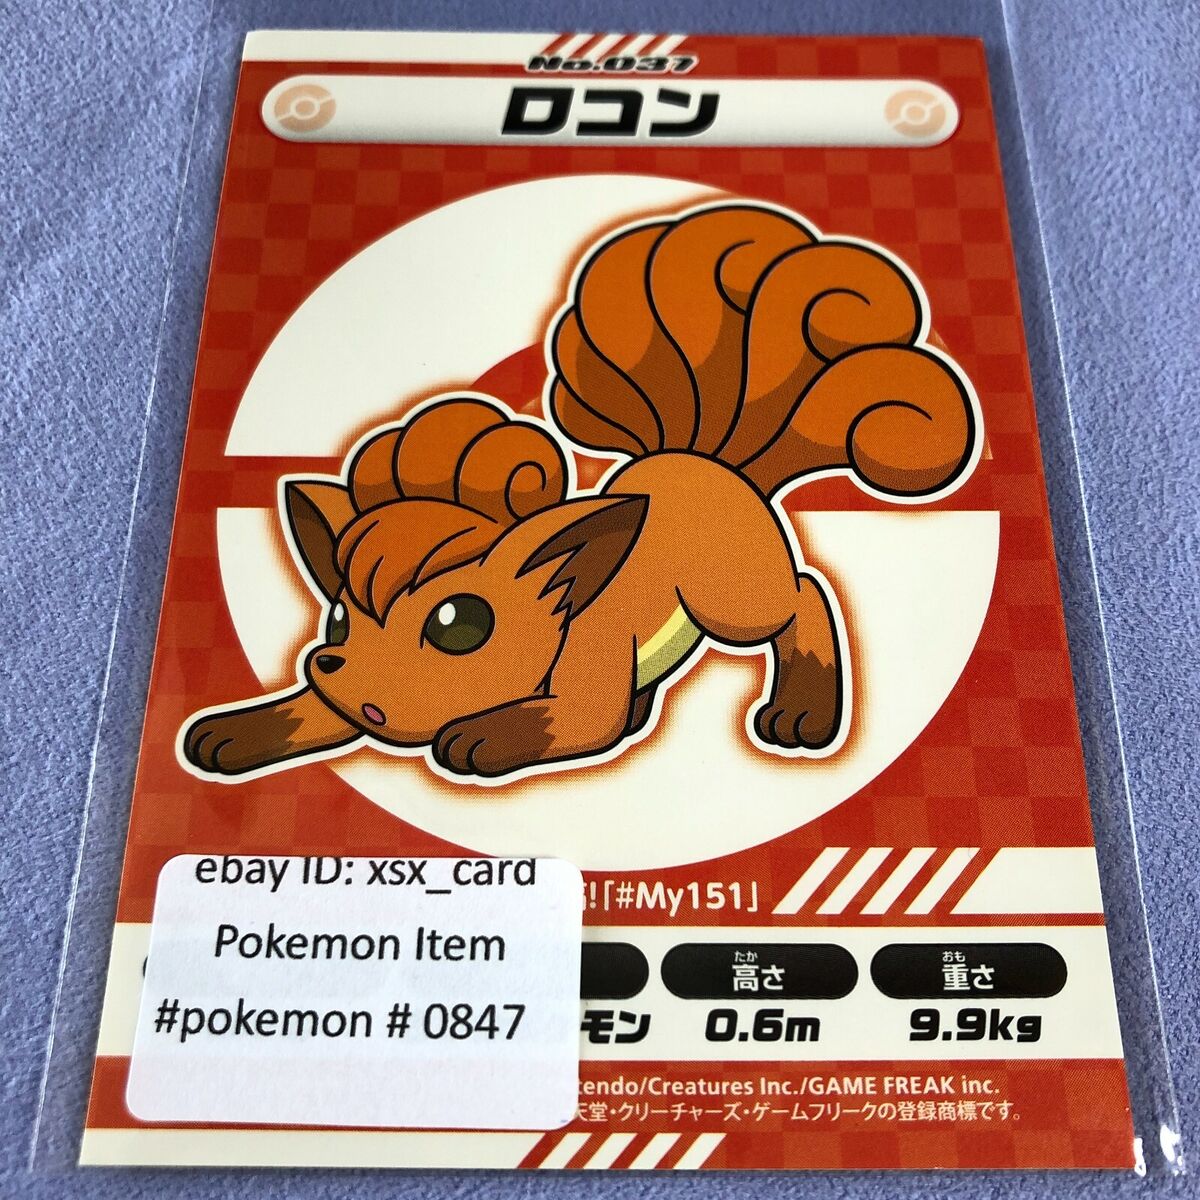 No.037
ロコン
ebay ID: xsx_card
Pokemon Item
#pokemon # 0847
!「#My151」
たか
高さ
おも
重さ
モン
0.6m
9.9kg
tendo/Creatures Inc./GAME FREAK inc.
天堂・クリーチャーズ・ゲームフリークの登録商標です。